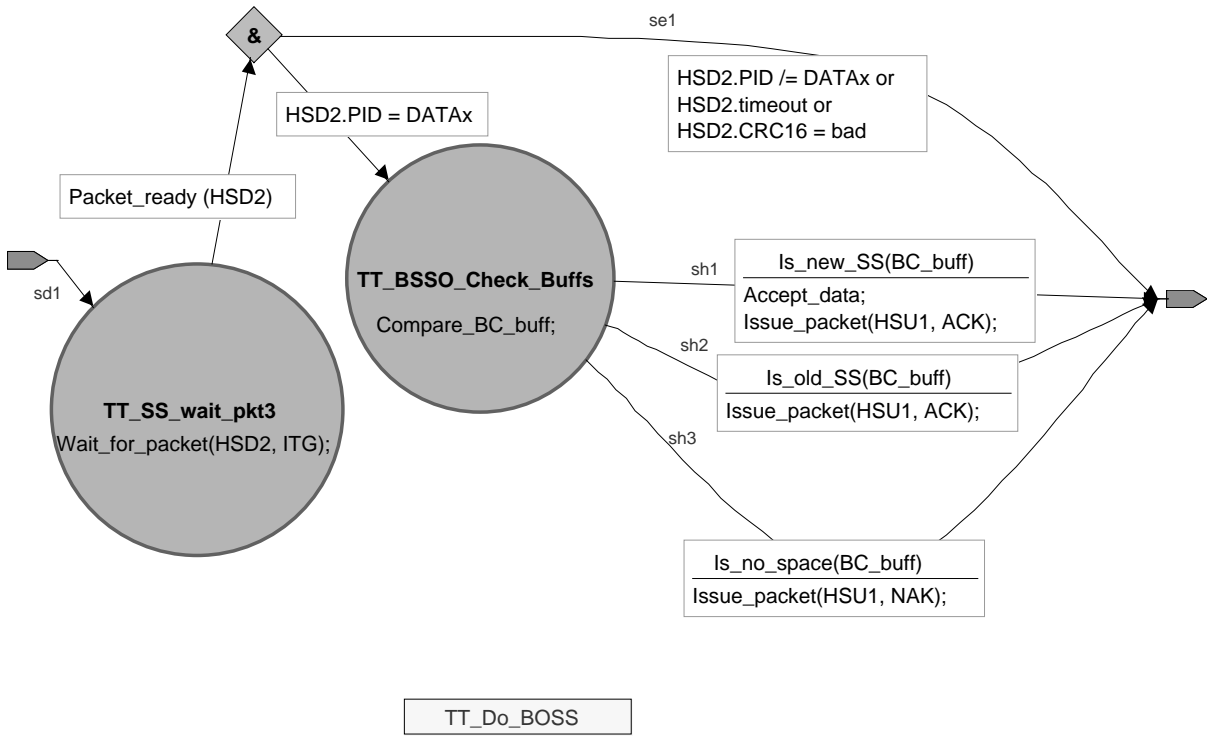 se1
&
HSD2.PID /= DATAx or
HSD2.timeout or
HSD2.CRC16 = bad
HSD2.PID = DATAx
Packet_ready (HSD2)
sd1
TT_SS_wait_pkt3
Wait_for_packet(HSD2, ITG);
TT_BSSO_Check_Buffs
Compare_BC_buff;
sh1
Is_new_SS(BC_buff)
Accept_data;
Issue_packet(HSU1, ACK);
sh2
Is_old_SS(BC_buff)
Issue_packet(HSU1, ACK);
sh3
Is_no_space(BC_buff)
Issue_packet(HSU1, NAK);
TT_Do_BOSS